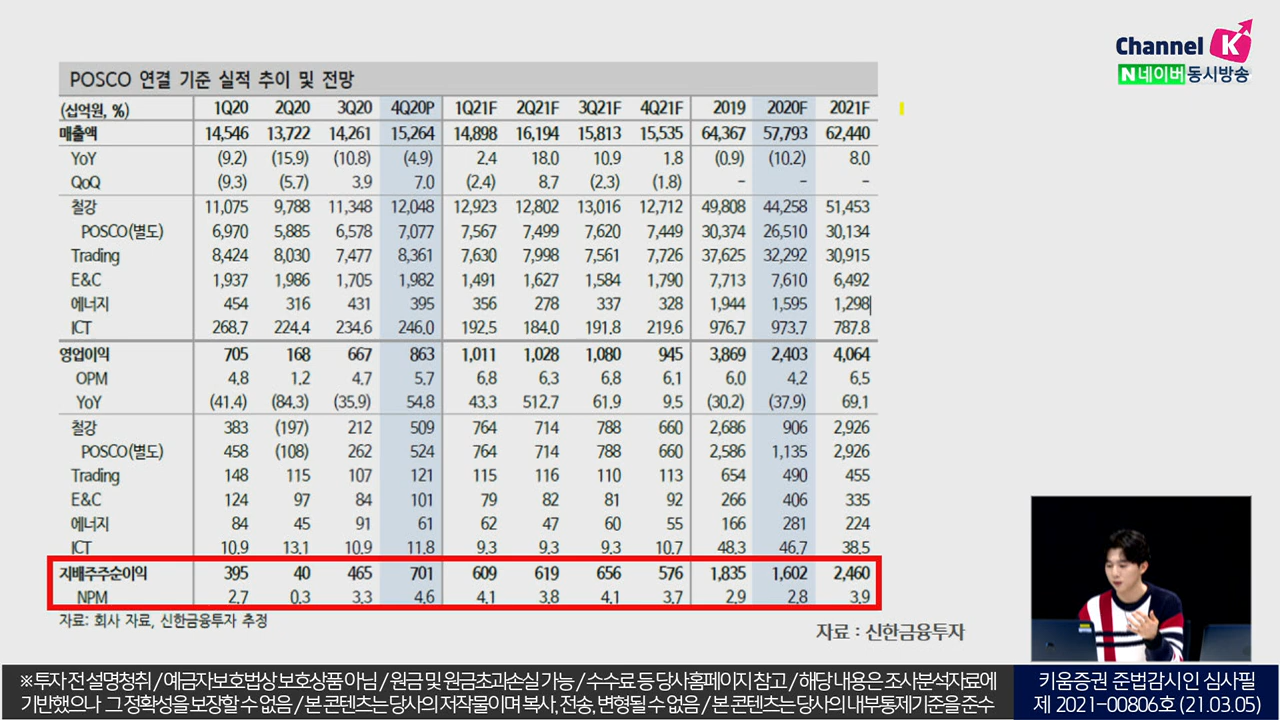 Channel K
N 네이버 동시방송
POSCO 연결 기준 실적 추이 및 전망
(십억원, %) 1Q20 2Q20 3Q20 4Q20P 1Q21F 2Q21F 3Q21F 4Q21F 2019 2020F 2021F
매출액 14,546 13,722 14,261 15,264 14,898 16,194 15,813 15,535 64,367 57,793 62,440
YoY (9.2) (15.9) (10.8) (4.9) 2.4 18.0 10.9 1.8 (0.9) (10.2) 8.0
QoQ (9.3) (5.7) 3.9 7.0 (2.4) 8.7 (2.3) (1.8) - - -
철강 11,075 9,788 11,348 12,048 12,923 12,802 13,016 12,712 49,808 44,258 51,453
POSCO(별도) 6,970 5,885 6,578 7,077 7,567 7,499 7,620 7,449 30,374 26,510 30,134
Trading 8,424 8,030 7,477 8,361 7,630 7,998 7,561 7,726 37,625 32,292 30,915
E&C 1,937 1,986 1,705 1,982 1,491 1,627 1,584 1,790 7,713 7,610 6,492
에너지 454 316 431 395 356 278 337 328 1,944 1,595 1,298
ICT 268.7 224.4 234.6 246.0 192.5 184.0 191.8 219.6 976.7 973.7 787.8
영업이익 705 168 667 863 1,011 1,028 1,080 945 3,869 2,403 4,064
OPM 4.8 1.2 4.7 5.7 6.8 6.3 6.8 6.1 6.0 4.2 6.5
YoY (41.4) (84.3) (35.9) 54.8 43.3 512.7 61.9 9.5 (30.2) (37.9) 69.1
철강 383 (197) 212 509 764 714 788 660 2,686 906 2,926
POSCO(별도) 458 (108) 262 524 764 714 788 660 2,586 1,135 2,926
Trading 148 115 107 121 115 116 110 113 654 490 455
E&C 124 97 84 101 79 82 81 92 266 406 335
에너지 84 45 91 61 62 47 60 55 166 281 224
ICT 10.9 13.1 10.9 11.8 9.3 9.3 9.3 10.7 48.3 46.7 38.5
지배주주순이익 395 40 465 701 609 619 656 576 1,835 1,602 2,460
NPM 2.7 0.3 3.3 4.6 4.1 3.8 4.1 3.7 2.9 2.8 3.9
자료: 회사 자료, 신한금융투자 추정
자료 : 신한금융투자
※ 투자 전 설명청취 / 예금자보호법상 보호상품 아님 / 원금 및 원금초과손실 가능 / 수수료 등 당사홈페이지 참고 / 해당 내용은 조사분석자료에
기반했으나 그 정확성을 보장할 수 없음 / 본 콘텐츠는 당사의 저작물이며 복사, 전송, 변형될 수 없음 / 본 콘텐츠는 당사의 내부통제기준을 준수
키움증권 준법감시인 심사필
제 2021-00806호 (21.03.05)